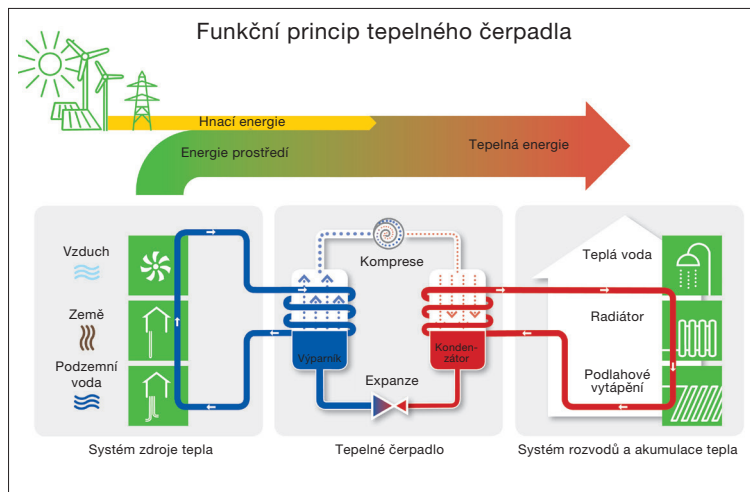 Funkční princip tepelného čerpadla
Hnací energie
Energie prostředí
Tepelná energie
Vzduch
Země
Podzemní
voda
Komprese
Výparník
Konden-
zátor
Expanze
Teplá voda
Radiátor
Podlahové
vytápění
Systém zdroje tepla
Tepelné čerpadlo
Systém rozvodů a akumulace tepla